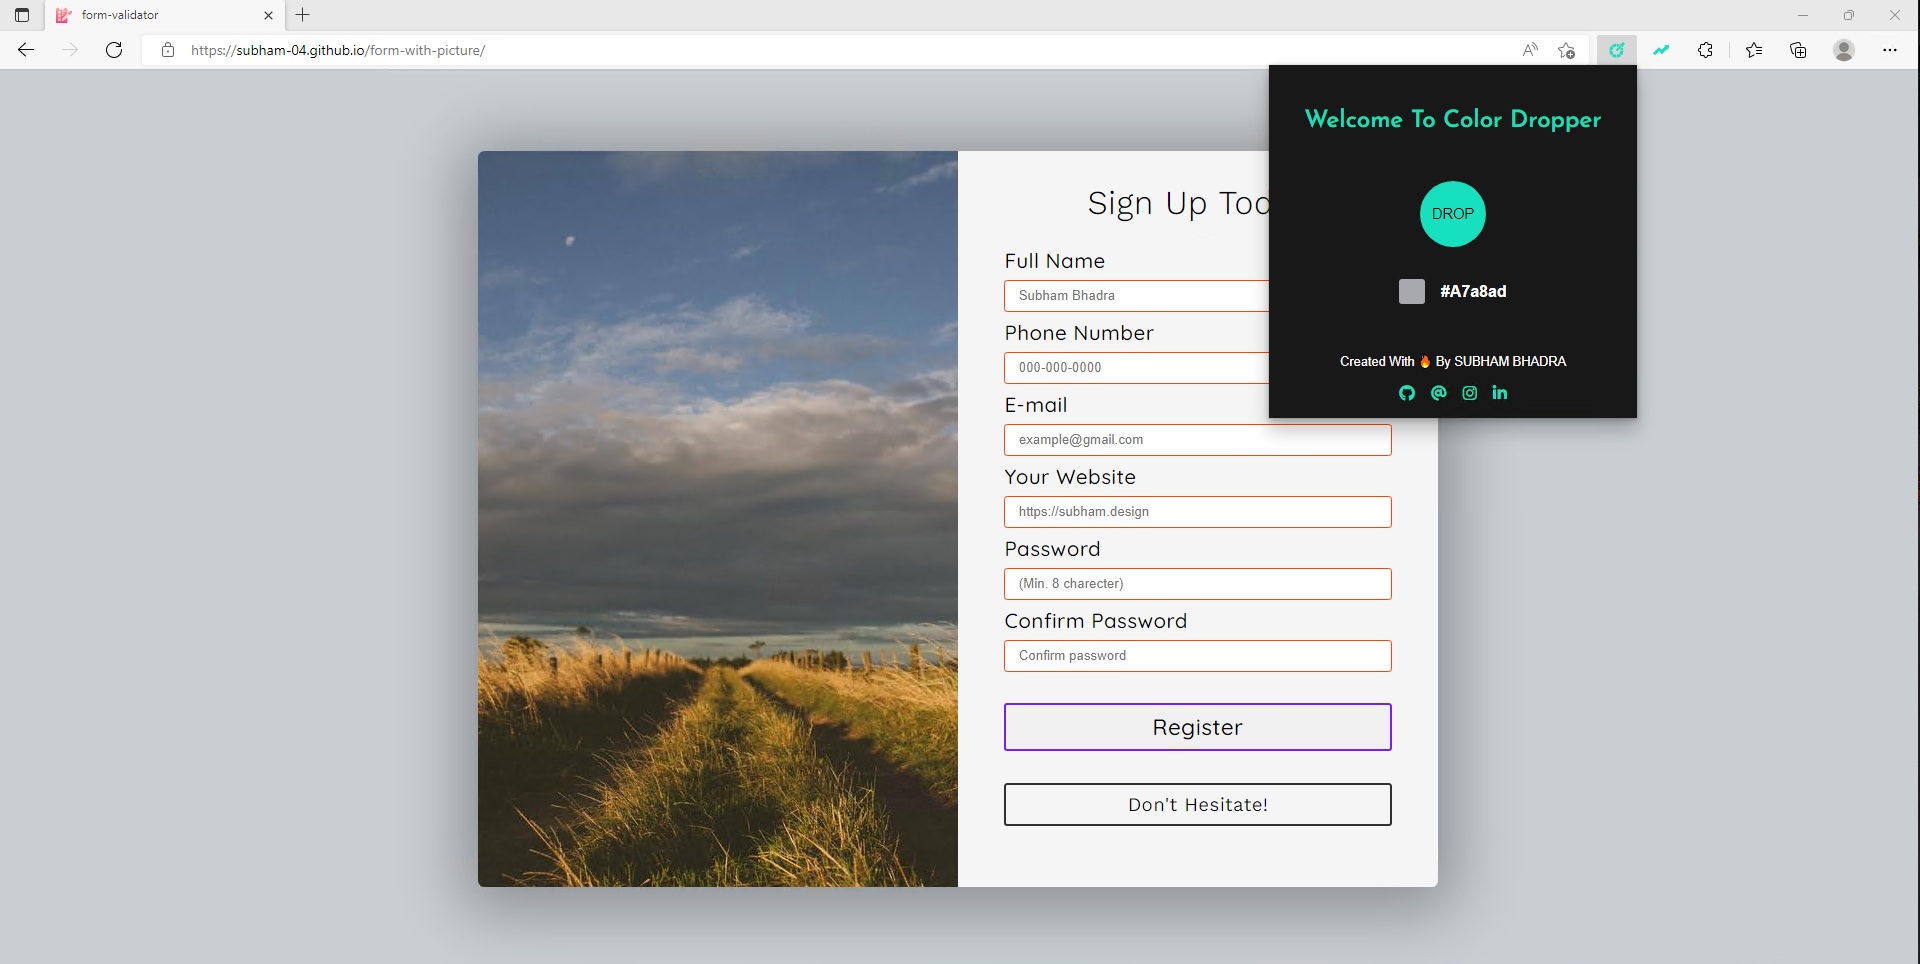 form-validator
https://subham-04.github.io/form-with-picture/
Welcome To Color Dropper
DROP
#A7a8ad
Created With 🔥 By SUBHAM BHADRA
Sign Up Tod
Full Name
Subham Bhadra
Phone Number
000-000-0000
E-mail
example@gmail.com
Your Website
https://subham.design
Password
(Min. 8 charecter)
Confirm Password
Confirm password
Register
Don't Hesitate!